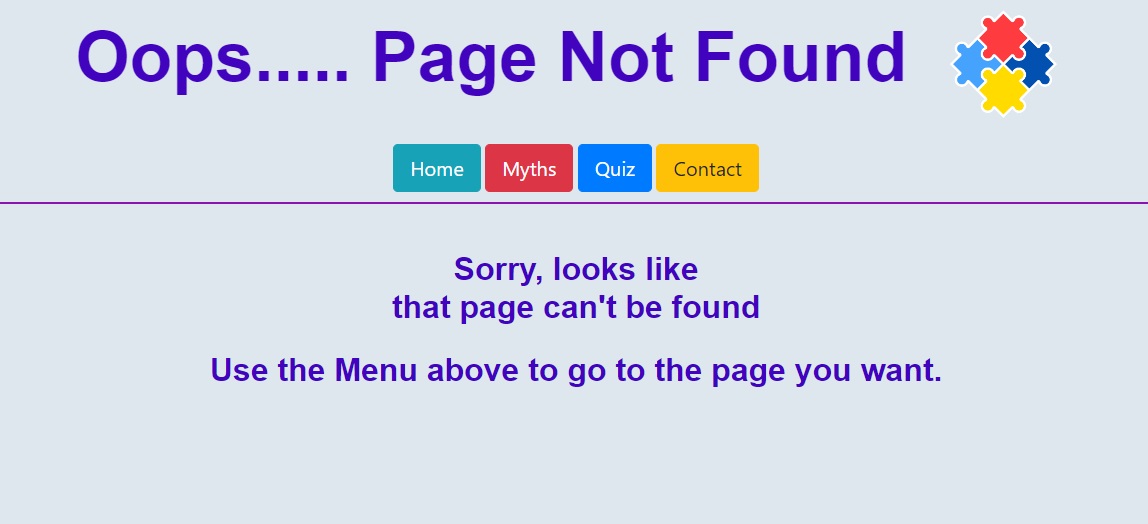 Oops..... Page Not Found
Home Myths Quiz Contact
Sorry, looks like
that page can't be found
Use the Menu above to go to the page you want.